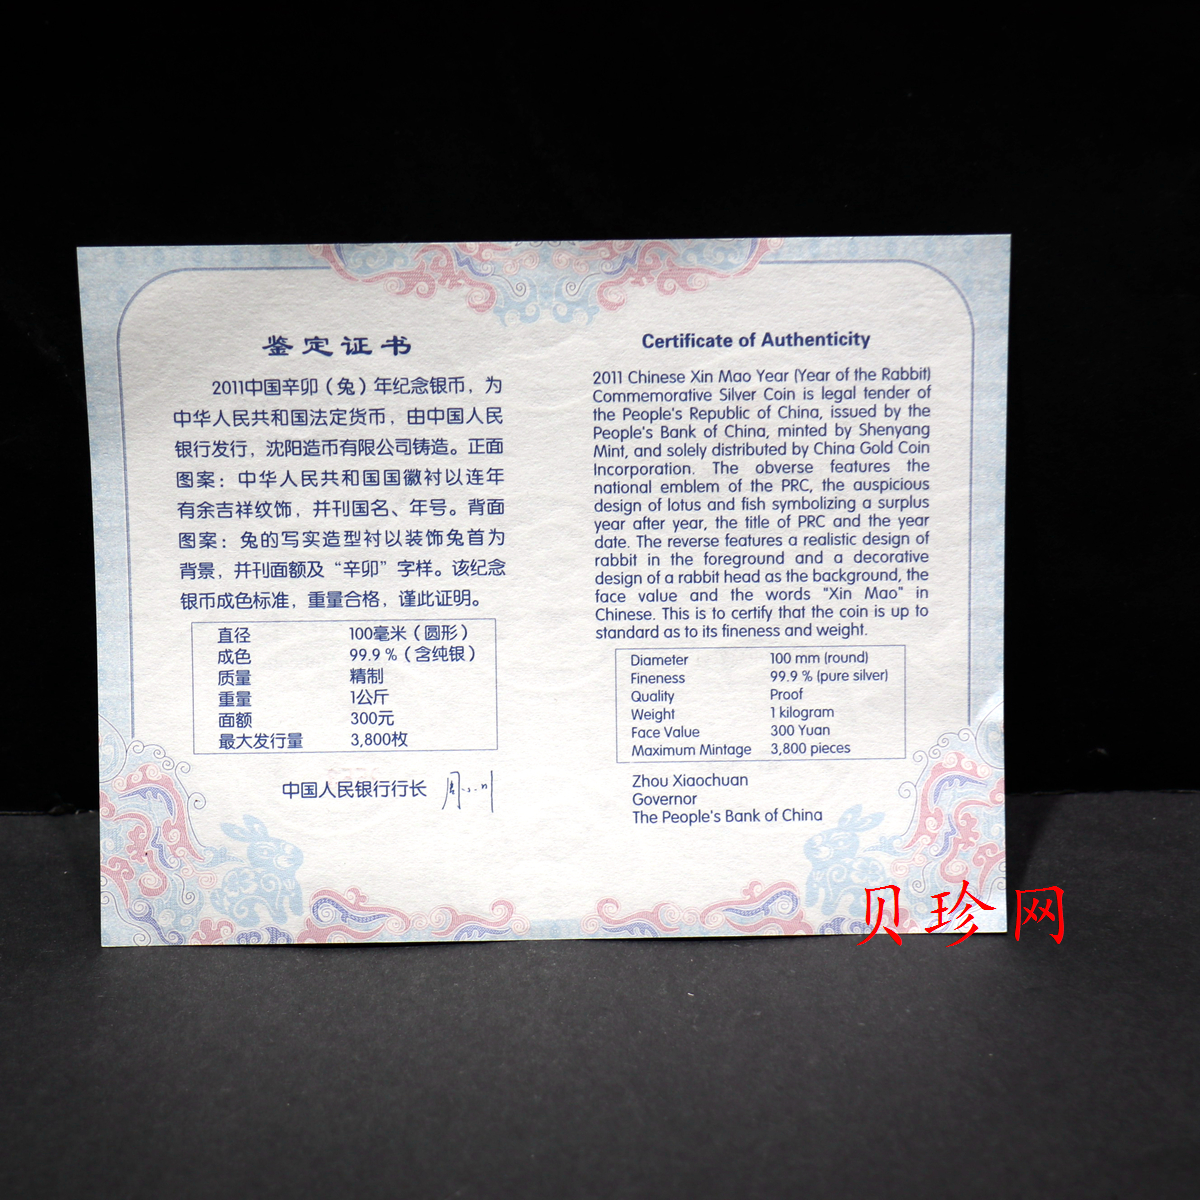 鉴定证书
2011中国辛卯（兔）年纪念银币，为
中华人民共和国法定货币，由中国人民
银行发行，沈阳造币有限公司铸造。正面
图案：中华人民共和国国徽衬以连年
有余吉祥纹饰，并刊国名、年号。背面
图案：兔的写实造型衬以装饰兔首为
背景，并刊面额及“辛卯”字样。该纪念
银币成色标准，重量合格，谨此证明。
直径 100毫米（圆形）
成色 99.9％（含纯银）
质量 精制
重量 1公斤
面额 300元
最大发行量 3,800枚
中国人民银行行长 周小川
Certificate of Authenticity
2011 Chinese Xin Mao Year (Year of the Rabbit)
Commemorative Silver Coin is legal tender of
the People's Republic of China, issued by the
People's Bank of China, minted by Shenyang
Mint, and solely distributed by China Gold Coin
Incorporation. The obverse features the
national emblem of the PRC, the auspicious
design of lotus and fish symbolizing a surplus
year after year, the title of PRC and the year
date. The reverse features a realistic design of
rabbit in the foreground and a decorative
design of a rabbit head as the background, the
face value and the words "Xin Mao" in
Chinese. This is to certify that the coin is up to
standard as to its fineness and weight.
Diameter 100 mm (round)
Fineness 99.9 % (pure silver)
Quality Proof
Weight 1 kilogram
Face Value 300 Yuan
Maximum Mintage 3,800 pieces
Zhou Xiaochuan
Governor
The People's Bank of China
贝珍网